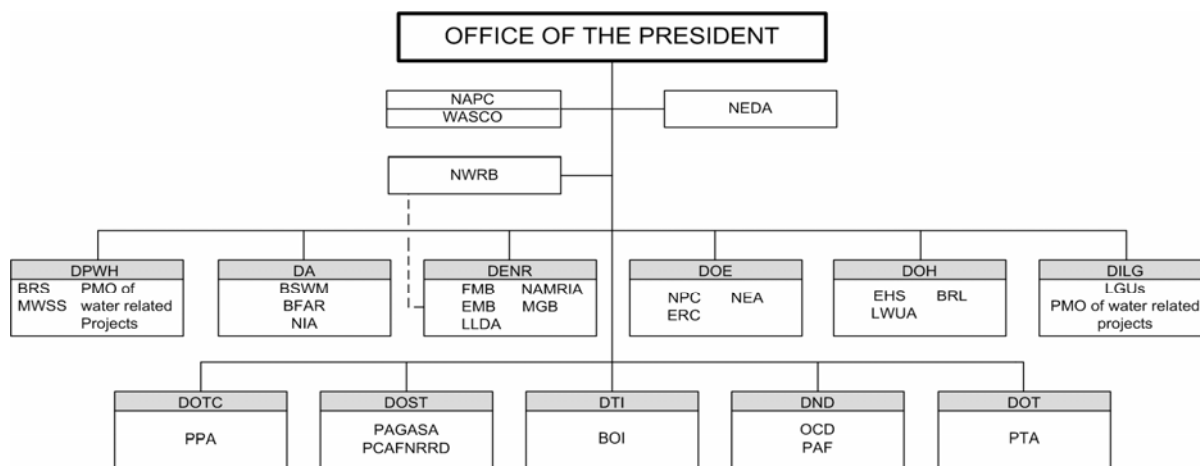 OFFICE OF THE PRESIDENT
NAPC
WASCO
NEDA
NWRB
DPWH
BRS PMO of
MWSS water related
Projects
DA
BSWM
BFAR
NIA
DENR
FMB NAMRIA
EMB MGB
LLDA
DOE
NPC NEA
ERC
DOH
EHS BRL
LWUA
DILG
LGUs
PMO of water related
projects
DOTC
PPA
DOST
PAGASA
PCAFNRRD
DTI
BOI
DND
OCD
PAF
DOT
PTA